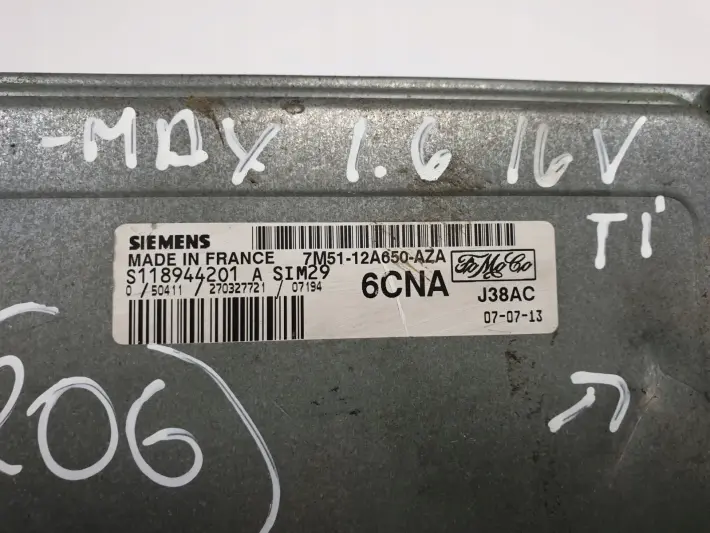 -MAX 1.6 16V
Ti
SIEMENS
MADE IN FRANCE 7M51-12A650-AZA
S118944201 A SIM29
0 / 50411 / 270327721 / 07194
6CNA
FoMoCo
J38AC
07-07-13
206)